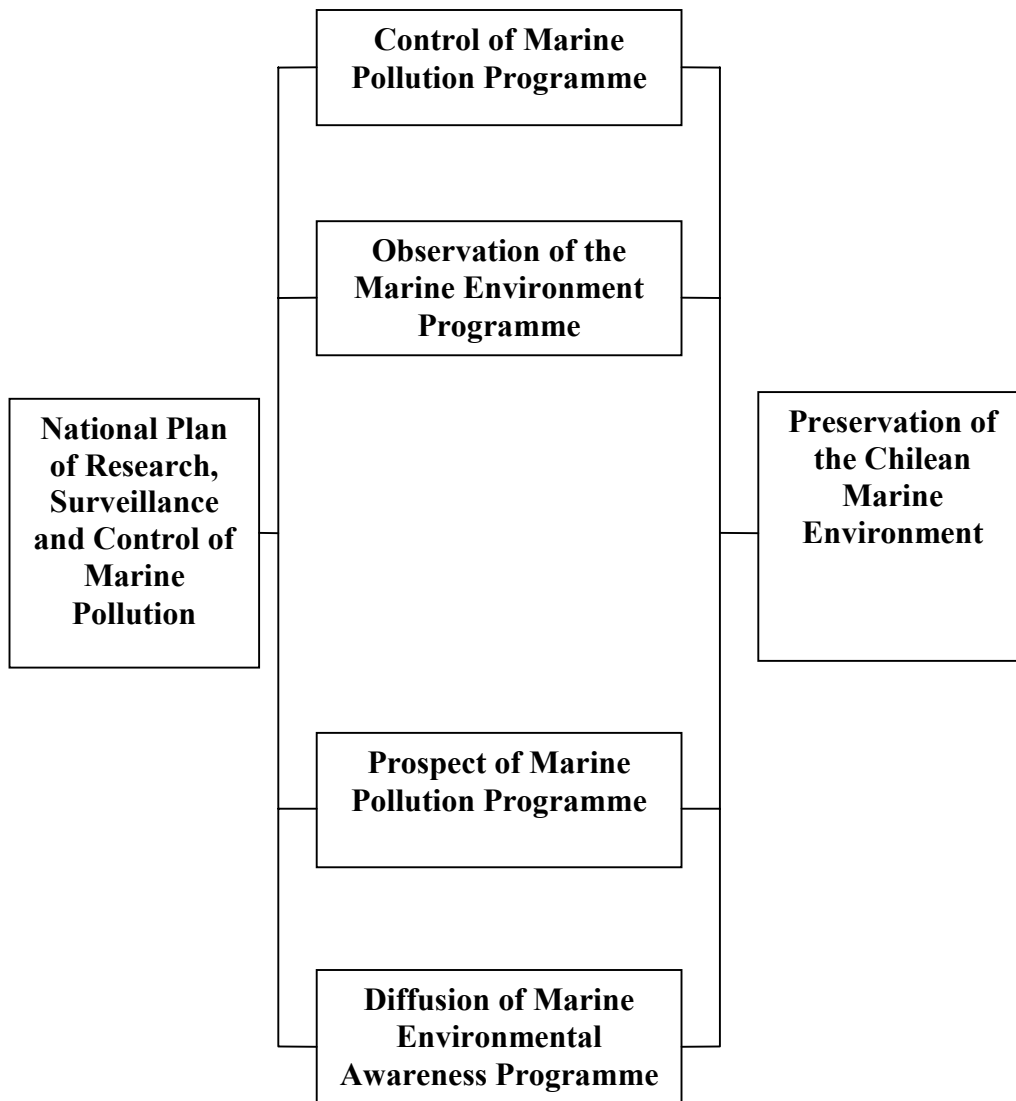 Control of Marine
Pollution Programme
Observation of the
Marine Environment
Programme
National Plan
of Research,
Surveillance
and Control of
Marine
Pollution
Preservation of
the Chilean
Marine
Environment
Prospect of Marine
Pollution Programme
Diffusion of Marine
Environmental
Awareness Programme